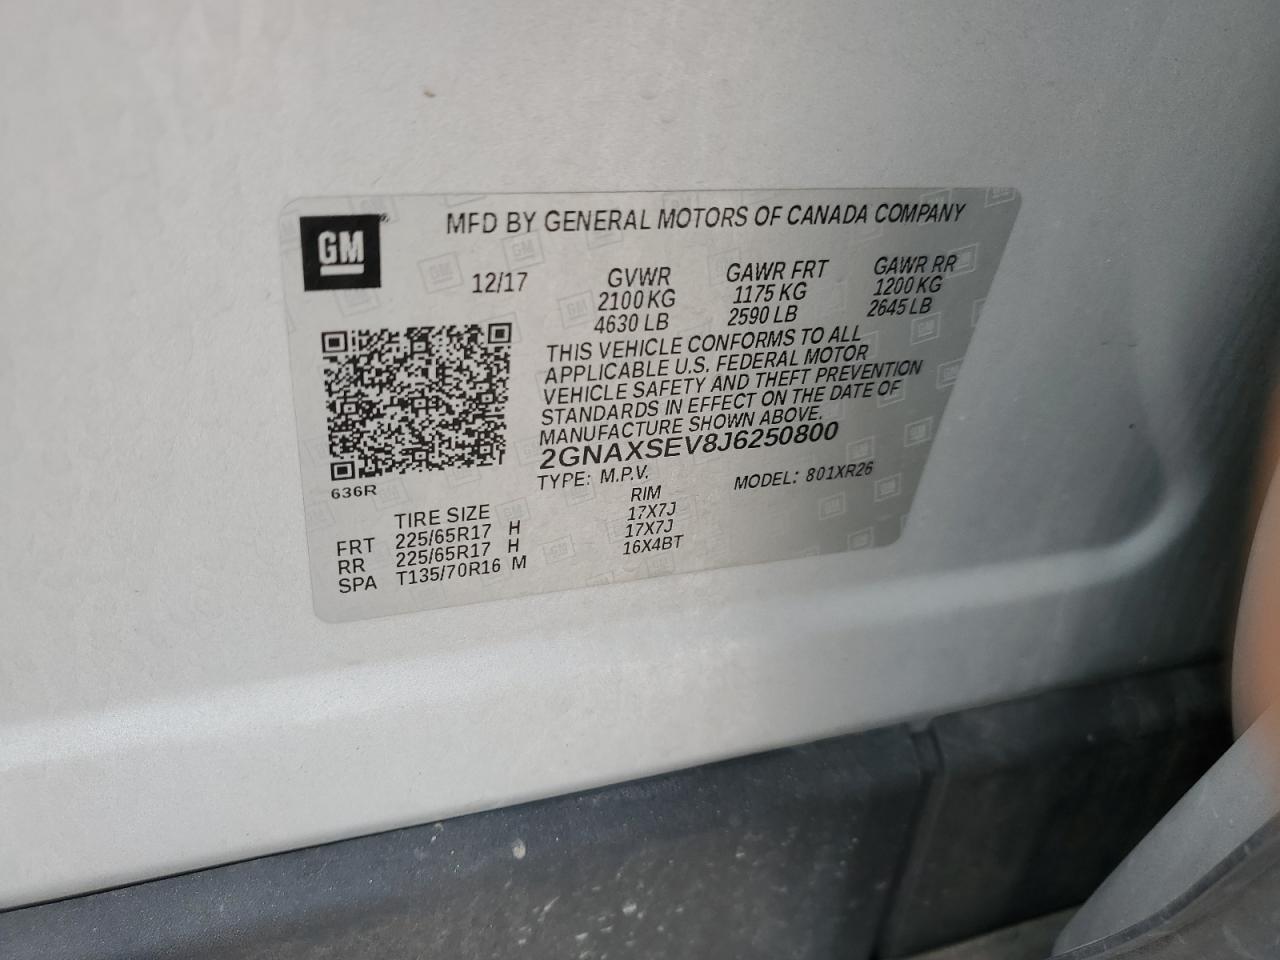 GM
MFD BY GENERAL MOTORS OF CANADA COMPANY
12/17
GVWR GAWR FRT GAWR RR
2100 KG 1175 KG 1200 KG
4630 LB 2590 LB 2645 LB
THIS VEHICLE CONFORMS TO ALL
APPLICABLE U.S. FEDERAL MOTOR
VEHICLE SAFETY AND THEFT PREVENTION
STANDARDS IN EFFECT ON THE DATE OF
MANUFACTURE SHOWN ABOVE.
2GNAXSEV8J6250800
TYPE: M.P.V. MODEL: 801XR26
636R
TIRE SIZE RIM
FRT 225/65R17 H 17X7J
RR 225/65R17 H 17X7J
SPA T135/70R16 M 16X4BT